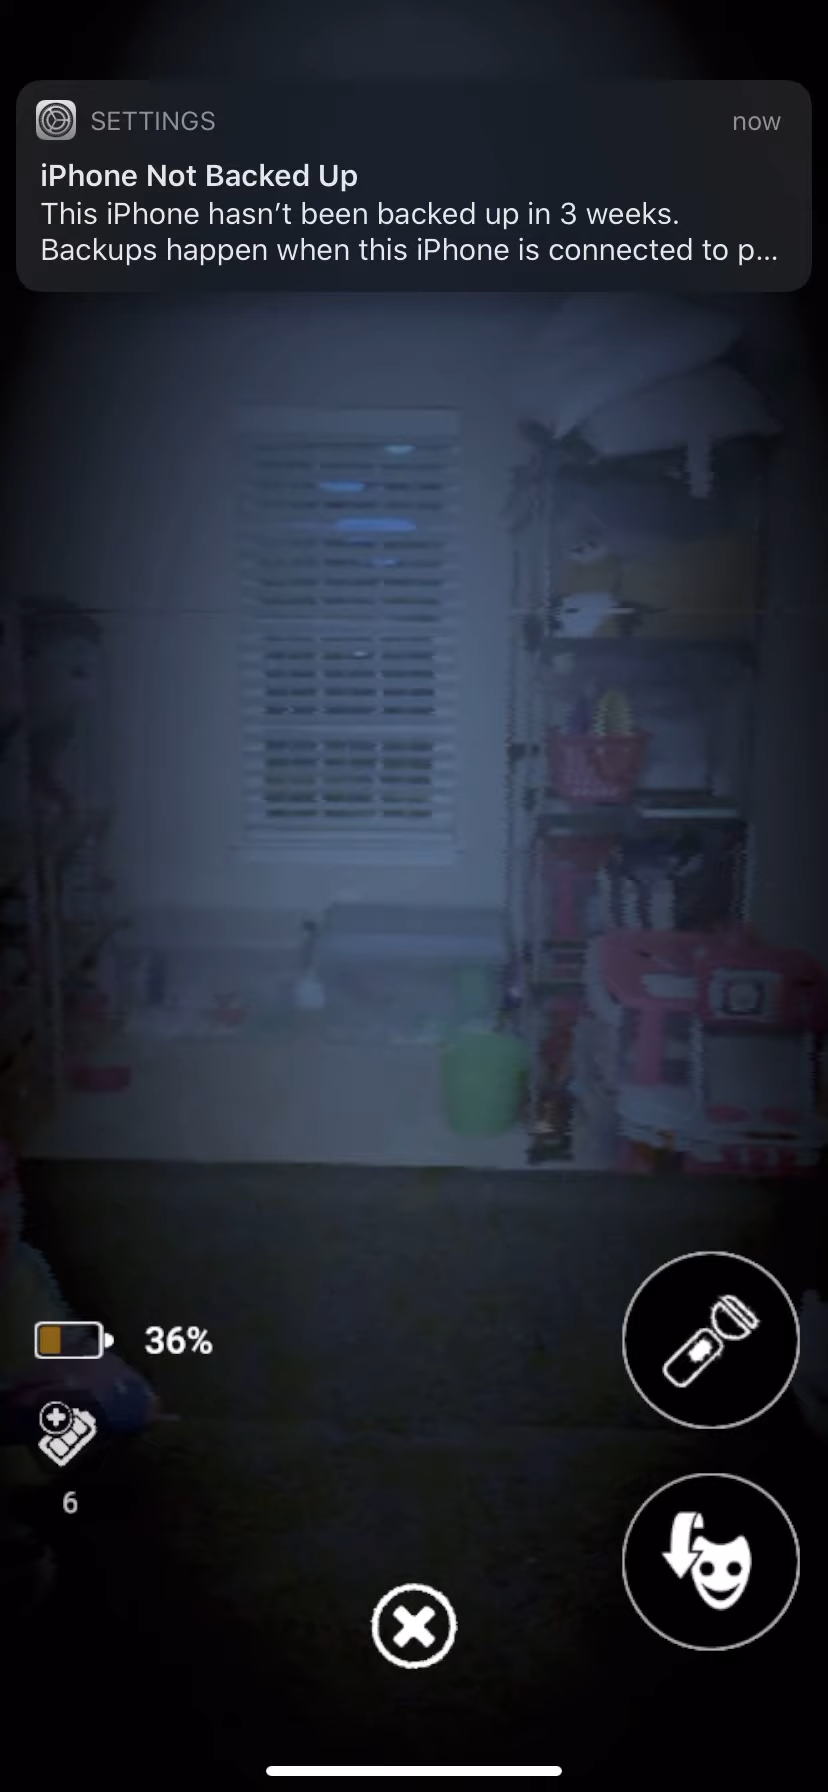 SETTINGS now
iPhone Not Backed Up
This iPhone hasn’t been backed up in 3 weeks.
Backups happen when this iPhone is connected to p...
36%
6